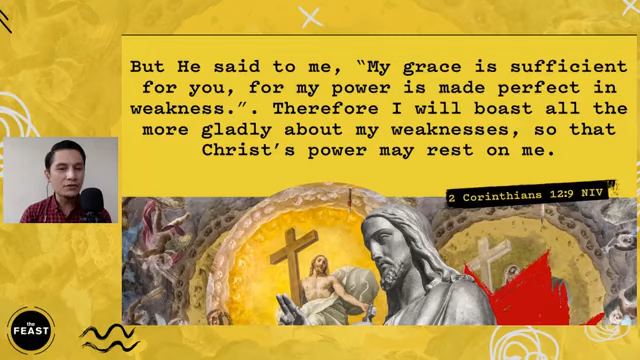 But He said to me, “My grace is sufficient
for you, for my power is made perfect in
weakness.”. Therefore I will boast all the
more gladly about my weaknesses, so that
Christ’s power may rest on me.
2 Corinthians 12:9 NIV
the
FEAST